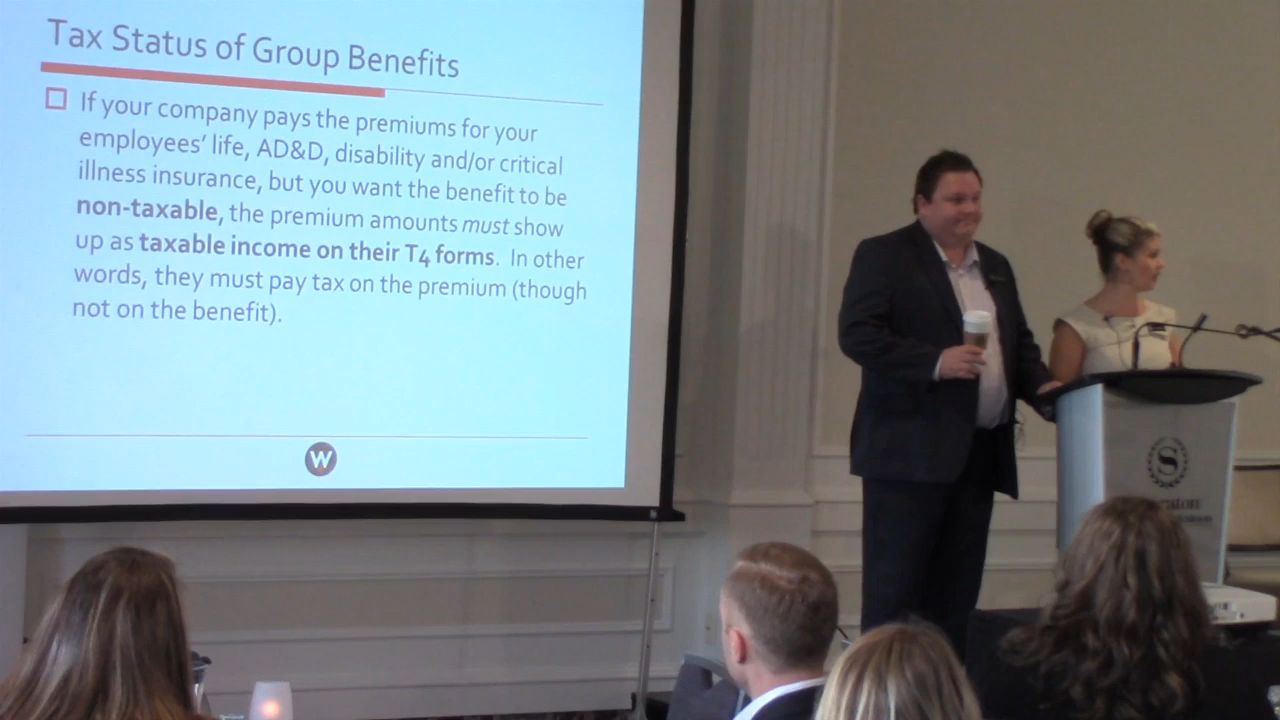 Tax Status of Group Benefits
If your company pays the premiums for your
employees' life, AD&D, disability and/or critical
illness insurance, but you want the benefit to be
non-taxable, the premium amounts must show
up as taxable income on their T4 forms. In other
words, they must pay tax on the premium (though
not on the benefit).
W
S